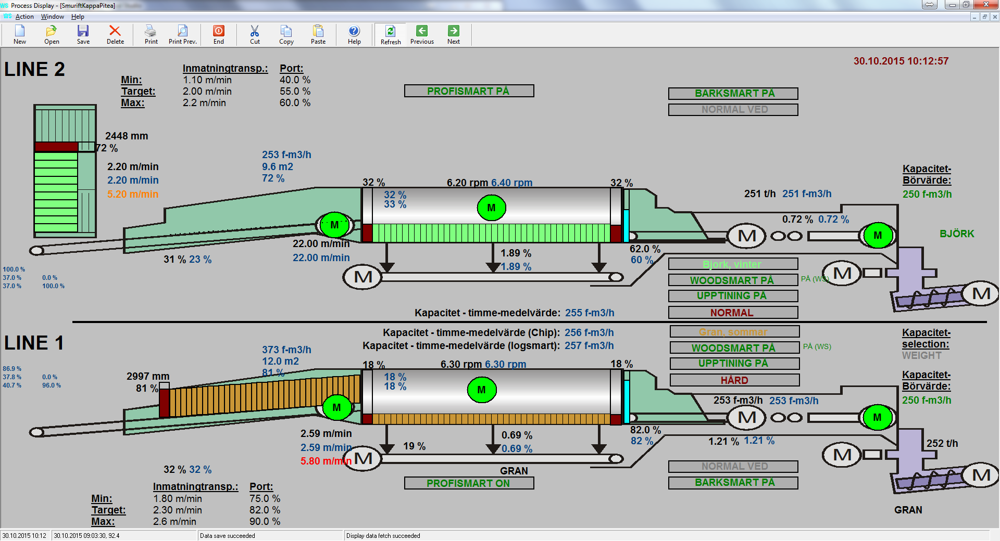 WS Process Display - [SmuriftKappaPitea]
WS Action Window Help
New Open Save Delete Print Print Prev. End Cut Copy Paste Help Refresh Previous Next
30.10.2015 10:12:57
LINE 2
Inmatningtransp.: Port:
Min: 1.10 m/min 40.0 %
Target: 2.00 m/min 55.0 %
Max: 2.2 m/min 60.0 %
PROFISMART PÅ
BARKSMART PÅ
NORMAL VED
2448 mm
72 %
2.20 m/min
2.20 m/min
5.20 m/min
253 f-m3/h
9.6 m2
72 %
32 % 6.20 rpm 6.40 rpm 32 %
32 %
33 %
M
M
Kapacitet-
Börvärde:
250 f-m3/h
251 t/h 251 f-m3/h
0.72 % 0.72 %
M
M
BJÖRK
22.00 m/min
22.00 m/min
31 % 23 %
1.89 %
1.89 %
62.0 %
60 %
M
100.0 %
37.0 % 0.0 %
37.0 % 100.0 %
Bjork, vinter
WOODSMART PÅ PÅ (WS)
UPPTINING PÅ
NORMAL
M
M
Kapacitet - timme-medelvärde: 255 f-m3/h
LINE 1
Kapacitet - timme-medelvärde (Chip): 256 f-m3/h
Kapacitet - timme-medelvärde (logsmart): 257 f-m3/h
Gran, sommar
WOODSMART PÅ PÅ (WS)
UPPTINING PÅ
HÅRD
Kapacitet-
selection:
WEIGHT
Kapacitet-
Börvärde:
250 f-m3/h
373 f-m3/h
12.0 m2
81 %
86.9 %
37.8 % 0.0 %
40.7 % 96.0 %
2997 mm
81 %
18 % 6.30 rpm 6.30 rpm 18 %
18 %
18 %
M
M
253 f-m3/h 253 f-m3/h
M
M
2.59 m/min
2.59 m/min
5.80 m/min
M
19 %
0.69 %
0.69 %
82.0 %
82 %
1.21 % 1.21 %
252 t/h
M
M
32 % 32 %
GRAN
PROFISMART ON
NORMAL VED
BARKSMART PÅ
Inmatningtransp.: Port:
Min: 1.80 m/min 75.0 %
Target: 2.30 m/min 82.0 %
Max: 2.6 m/min 90.0 %
GRAN
30.10.2015 10:12 30.10.2015 09:03:30, 92.4 Data save succeeded Display data fetch succeeded